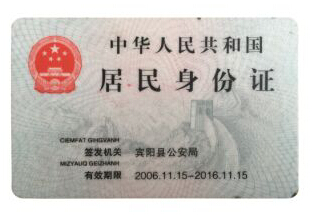 中华人民共和国
居民身份证
CIEMFAT GIHGVANH
签发机关 宾阳县公安局
MIZYAUQ GEIZHANH
有效期限 2006.11.15-2016.11.15